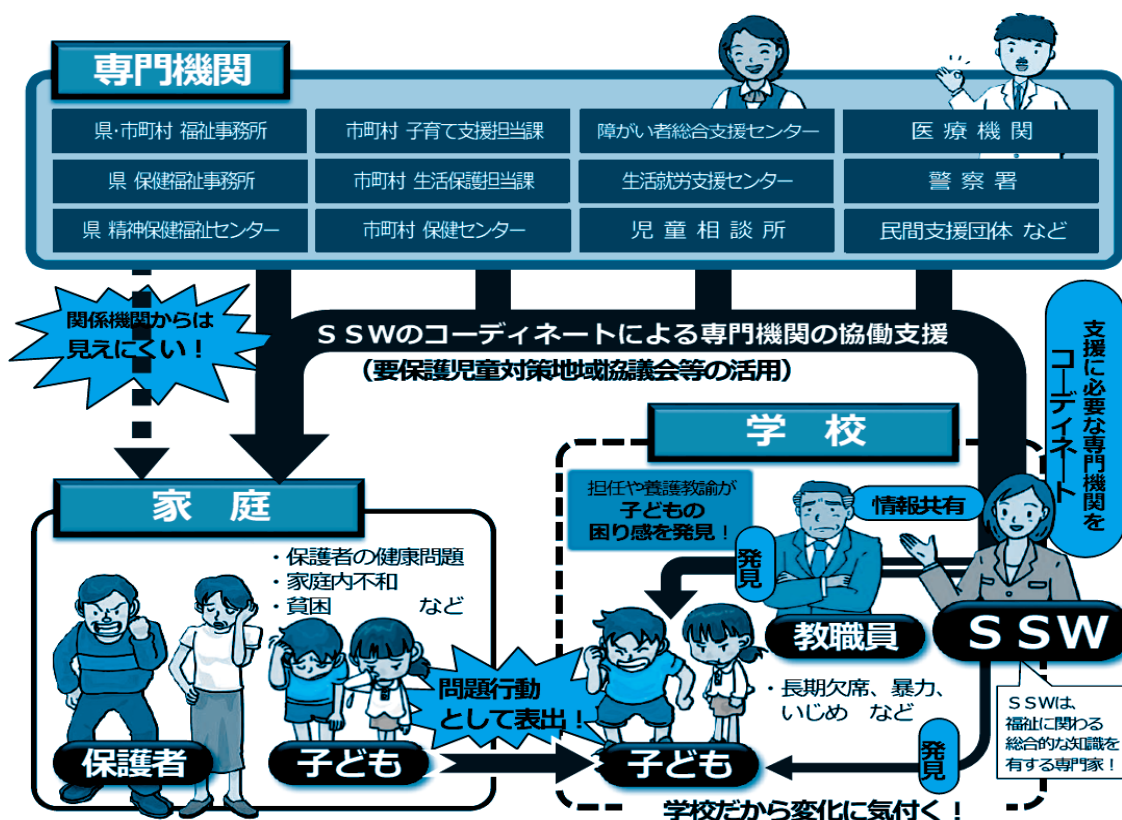 専門機関
県・市町村 福祉事務所
市町村 子育て支援担当課
障がい者総合支援センター
医療機関
県 保健福祉事務所
市町村 生活保護担当課
生活就労支援センター
警察署
県 精神保健福祉センター
市町村 保健センター
児童相談所
民間支援団体 など
関係機関からは
見えにくい！
SSWのコーディネートによる専門機関の協働支援
（要保護児童対策地域協議会等の活用）
支援に必要な専門機関を
コーディネート
学 校
担任や養護教諭が
子どもの
困り感を発見！
情報共有
発見
教職員
SSW
家 庭
・保護者の健康問題
・家庭内不和
・貧困 など
保護者
子ども
問題行動
として表出！
子ども
・長期欠席、暴力、
いじめ など
発見
SSWは、
福祉に関わる
総合的な知識を
有する専門家！
学校だから変化に気付く！